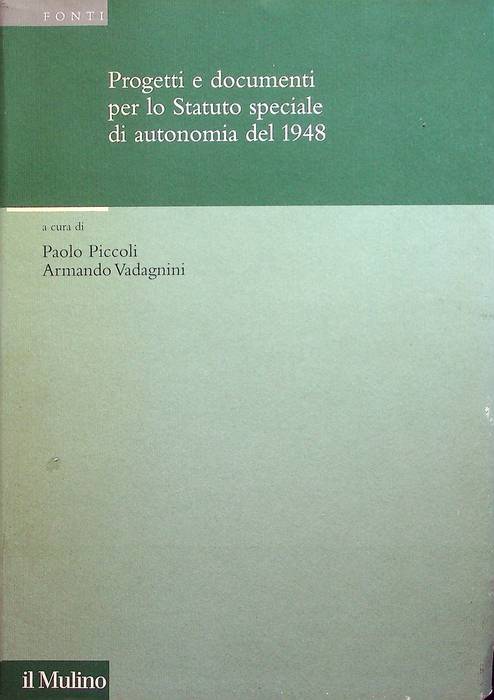 FONTI
Progetti e documenti
per lo Statuto speciale
di autonomia del 1948
a cura di
Paolo Piccoli
Armando Vadagnini
il Mulino